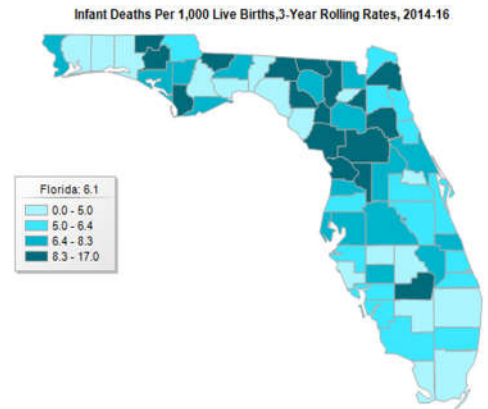 Infant Deaths Per 1,000 Live Births,3-Year Rolling Rates, 2014-16
Florida: 6.1
0.0 - 5.0
5.0 - 6.4
6.4 - 8.3
8.3 - 17.0